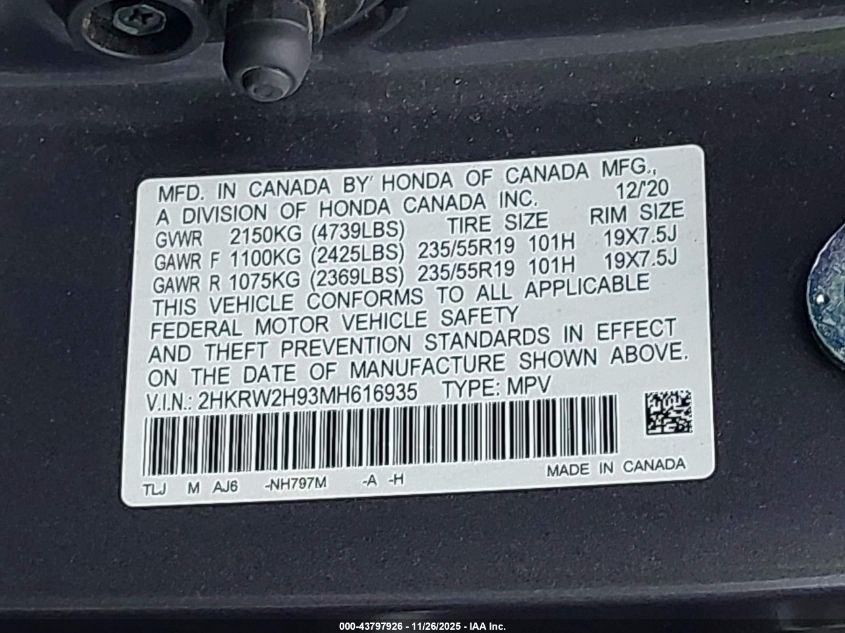 MFD. IN CANADA BY HONDA OF CANADA MFG.,
A DIVISION OF HONDA CANADA INC. 12/'20
GVWR 2150KG (4739LBS) TIRE SIZE RIM SIZE
GAWR F 1100KG (2425LBS) 235/55R19 101H 19X7.5J
GAWR R 1075KG (2369LBS) 235/55R19 101H 19X7.5J
THIS VEHICLE CONFORMS TO ALL APPLICABLE
FEDERAL MOTOR VEHICLE SAFETY
AND THEFT PREVENTION STANDARDS IN EFFECT
ON THE DATE OF MANUFACTURE SHOWN ABOVE.
V.I.N.: 2HKRW2H93MH616935 TYPE: MPV
TLJ M AJ6 -NH797M -A -H MADE IN CANADA
000-43797926 - 11/26/2025 - IAA Inc.